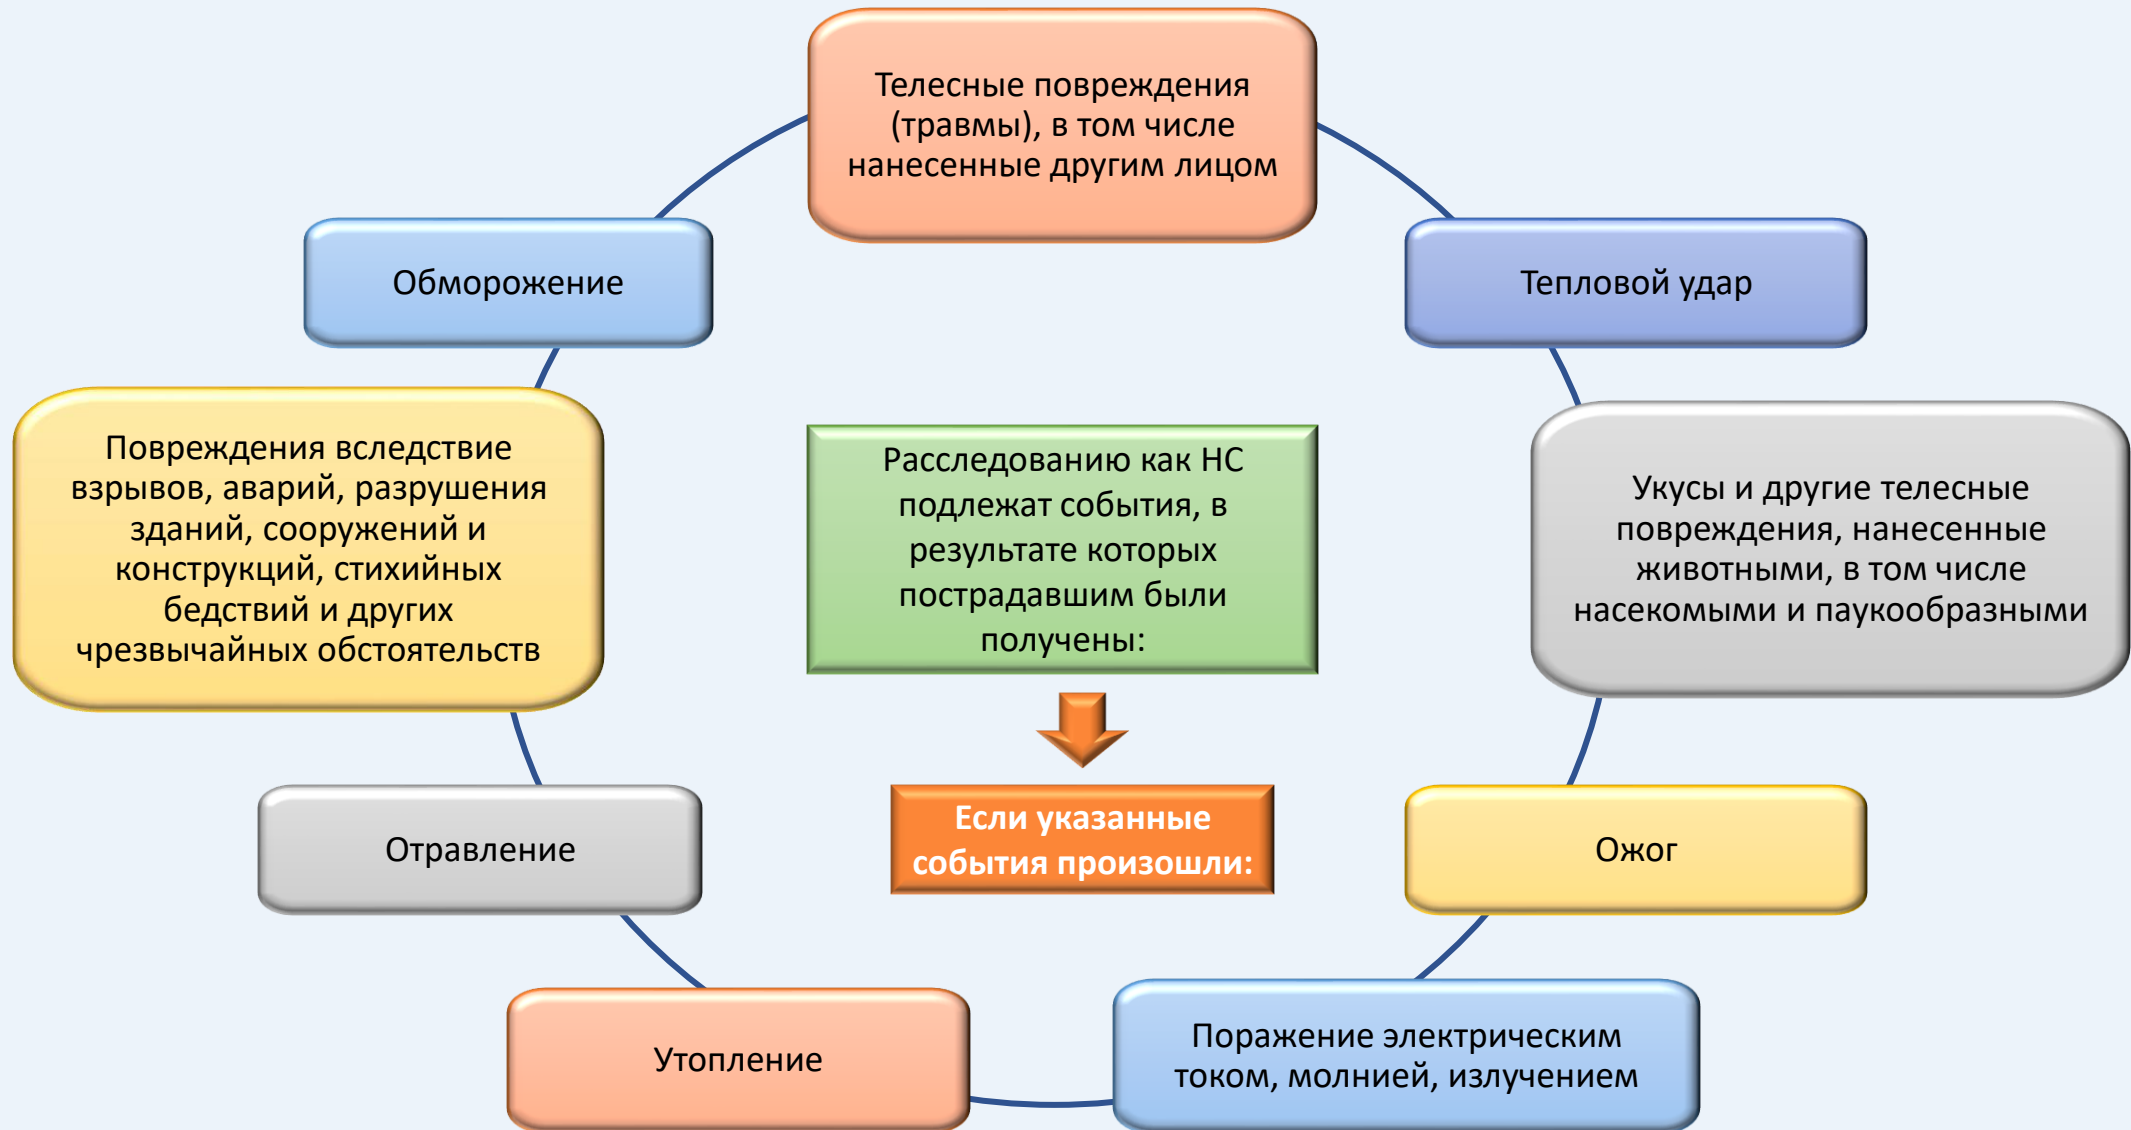 Телесные повреждения
(травмы), в том числе
нанесенные другим лицом
Обморожение
Тепловой удар
Повреждения вследствие
взрывов, аварий, разрушения
зданий, сооружений и
конструкций, стихийных
бедствий и других
чрезвычайных обстоятельств
Расследованию как НС
подлежат события, в
результате которых
пострадавшим были
получены:
Укусы и другие телесные
повреждения, нанесенные
животными, в том числе
насекомыми и паукообразными
Отравление
Если указанные
события произошли:
Ожог
Утопление
Поражение электрическим
током, молнией, излучением